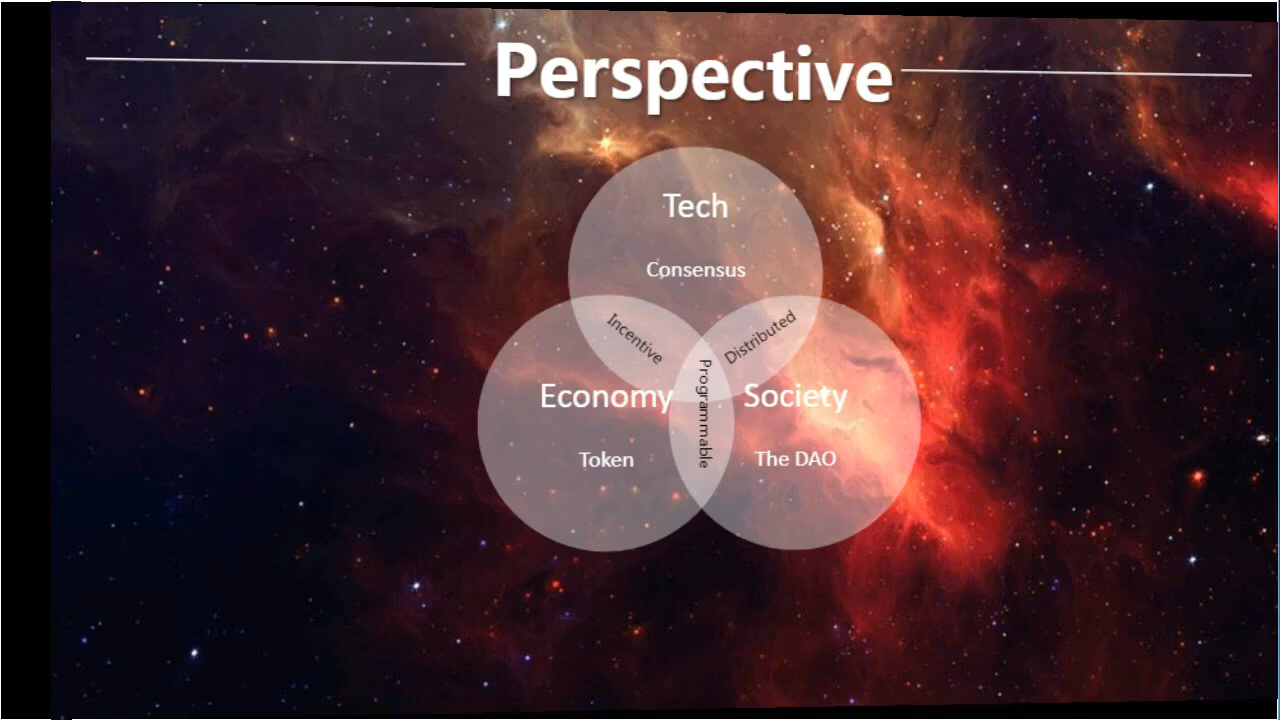 Perspective
Tech
Consensus
Incentive
Distributed
Programmable
Economy
Society
Token
The DAO